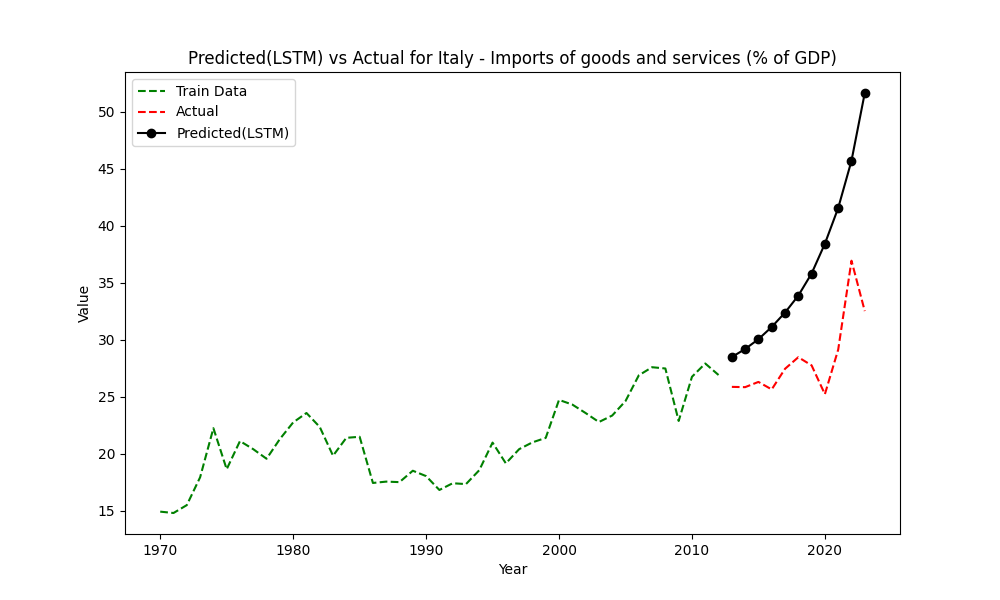 Predicted(LSTM) vs Actual for Italy - Imports of goods and services (% of GDP)
Train Data
Actual
Predicted(LSTM)
50
45
40
35
30
25
20
15
Value
1970 1980 1990 2000 2010 2020
Year